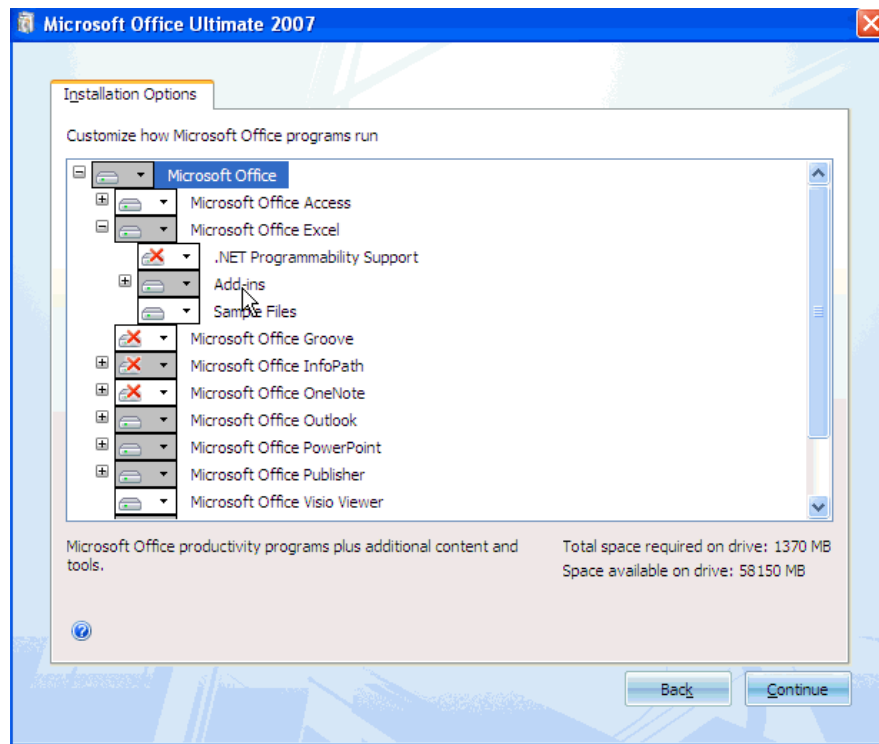 Microsoft Office Ultimate 2007
Installation Options
Customize how Microsoft Office programs run
Microsoft Office
Microsoft Office Access
Microsoft Office Excel
.NET Programmability Support
Add-ins
Sample Files
Microsoft Office Groove
Microsoft Office InfoPath
Microsoft Office OneNote
Microsoft Office Outlook
Microsoft Office PowerPoint
Microsoft Office Publisher
Microsoft Office Visio Viewer
Microsoft Office productivity programs plus additional content and
tools.
Total space required on drive: 1370 MB
Space available on drive: 58150 MB
Back
Continue